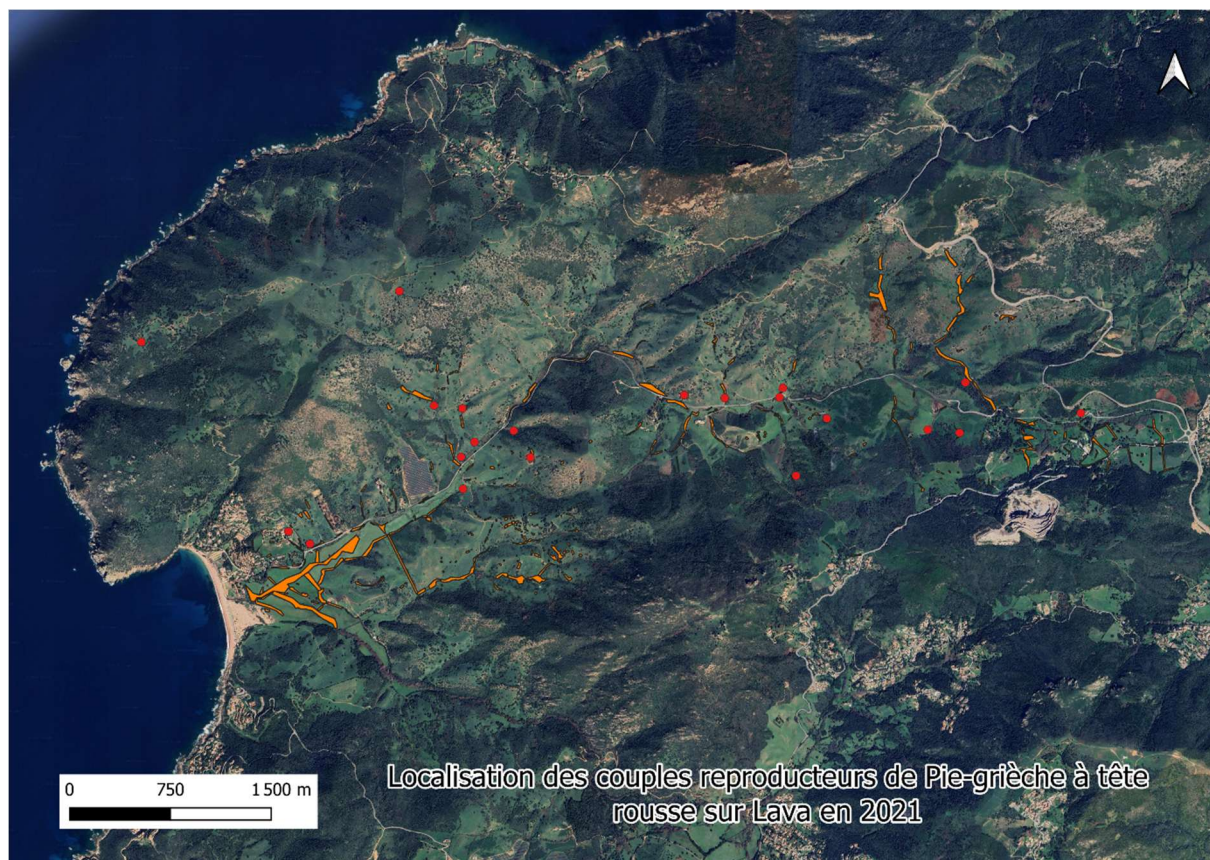 0 750 1 500 m
Localisation des couples reproducteurs de Pie-grièche à tête
rousse sur Lava en 2021